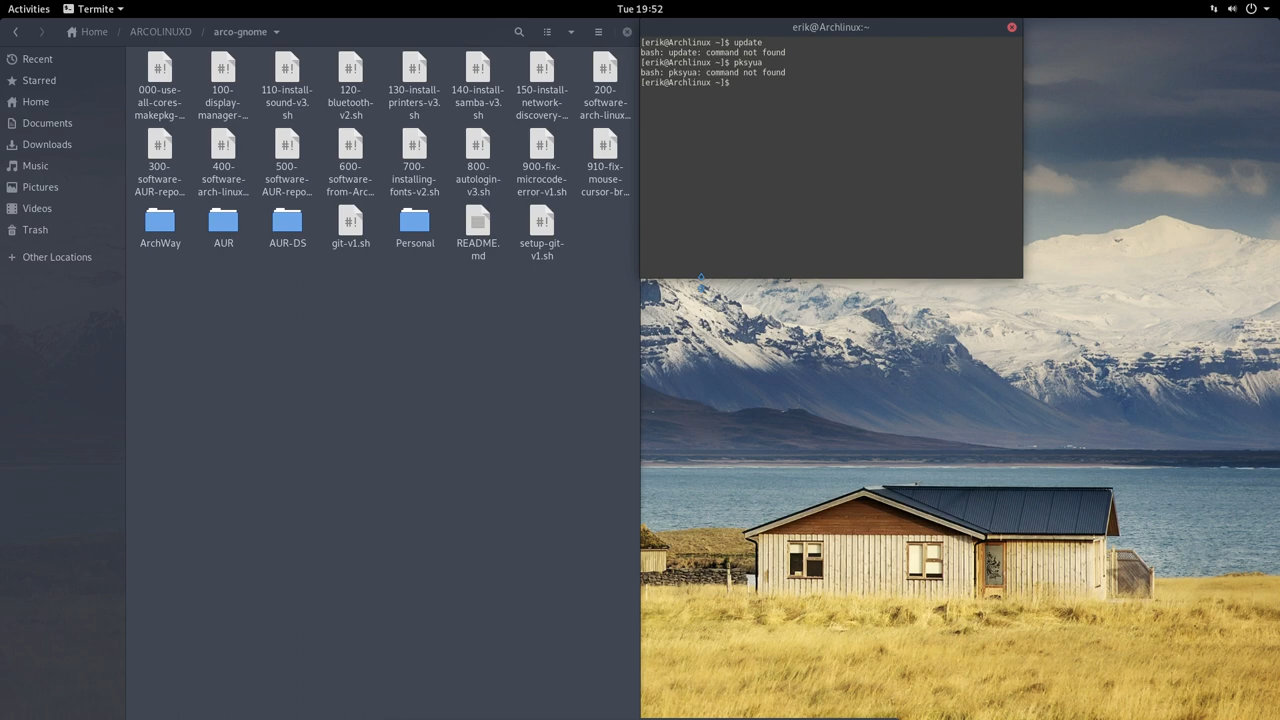 Activities Termite Tue 19:52
Home / ARCOLINUXD / arco-gnome
erik@Archlinux:~
Recent
Starred
Home
Documents
Downloads
Music
Pictures
Videos
Trash
Other Locations
000-use- 100- 110-install- 120- 130-install- 140-install- 150-install- 200-
all-cores- display- sound-v3. bluetooth- printers-v3. samba-v3. network- software-
makepkg-... manager-... sh v2.sh sh sh discovery-... arch-linux...
300- 400- 500- 600- 700- 800- 900-fix- 910-fix-
software- software- software- software- installing- autologin- microcode- mouse-
AUR-repo... arch-linux... AUR-repo... from-Arc... fonts-v2.sh v3.sh error-v1.sh cursor-br...
ArchWay AUR AUR-DS git-v1.sh Personal README. setup-git-
md v1.sh
[erik@Archlinux ~]$ update
bash: update: command not found
[erik@Archlinux ~]$ pksyua
bash: pksyua: command not found
[erik@Archlinux ~]$